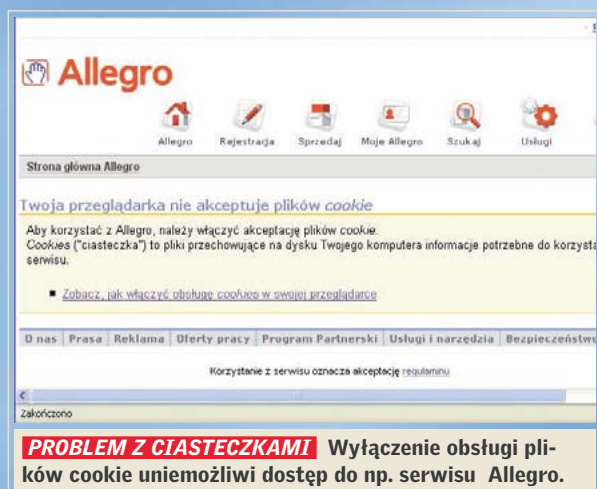 Allegro
Allegro Rejestracja Sprzedaj Moje Allegro Szukaj Usługi
Strona główna Allegro
Twoja przeglądarka nie akceptuje plików cookie
Aby korzystać z Allegro, należy włączyć akceptację plików cookie.
Cookies ("ciasteczka") to pliki przechowujące na dysku Twojego komputera informacje potrzebne do korzysta
serwisu.
Zobacz, jak włączyć obsługę cookies w swojej przeglądarce
O nas Prasa Reklama Oferty pracy Program Partnerski Usługi i narzędzia Bezpieczeństwo
Korzystanie z serwisu oznacza akceptację regulaminu
Zakończono
PROBLEM Z CIASTECZKAMI Wyłączenie obsługi pli-
ków cookie uniemożliwi dostęp do np. serwisu Allegro.